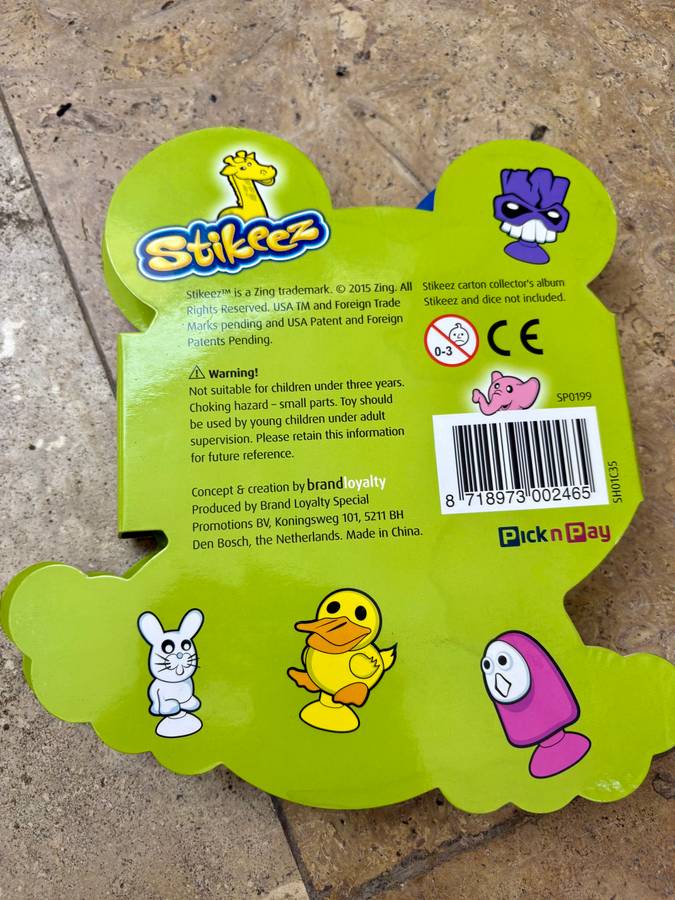 Stikeez
Stikeez™ is a Zing trademark. © 2015 Zing. All
Rights Reserved. USA TM and Foreign Trade
Marks pending and USA Patent and Foreign
Patents Pending.
Stikeez carton collector's album
Stikeez and dice not included.
0-3
CE
⚠ Warning!
Not suitable for children under three years.
Choking hazard – small parts. Toy should
be used by young children under adult
supervision. Please retain this information
for future reference.
SP0199
8 718973 002465
SH01C35
Concept & creation by brandloyalty
Produced by Brand Loyalty Special
Promotions BV, Koningsweg 101, 5211 BH
Den Bosch, the Netherlands. Made in China.
Pick n Pay